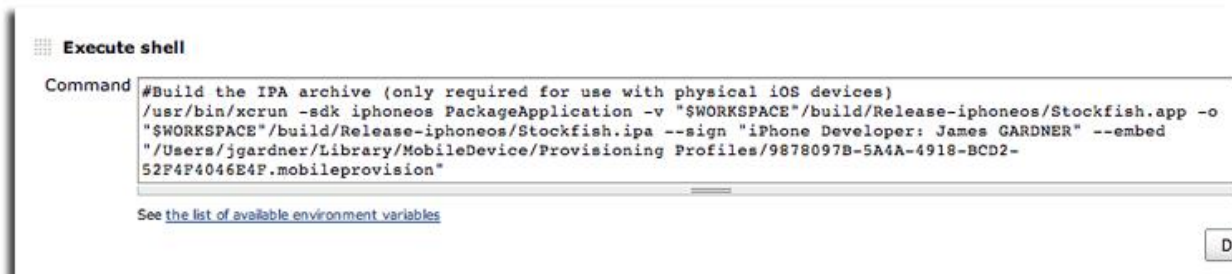 Execute shell
Command
#Build the IPA archive (only required for use with physical iOS devices)
/usr/bin/xcrun -sdk iphoneos PackageApplication -v "$WORKSPACE"/build/Release-iphoneos/Stockfish.app -o
"$WORKSPACE"/build/Release-iphoneos/Stockfish.ipa --sign "iPhone Developer: James GARDNER" --embed
"/Users/jgardner/Library/MobileDevice/Provisioning Profiles/9878097B-5A4A-4918-BCD2-
52F4F4046E4F.mobileprovision"
See the list of available environment variables
D